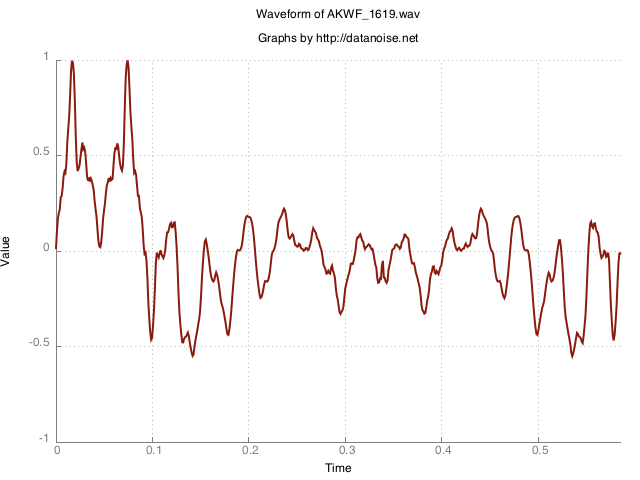 Waveform of AKWF_1619.wav
Graphs by http://datanoise.net
1
0.5
0
-0.5
-1
Value
0 0.1 0.2 0.3 0.4 0.5
Time